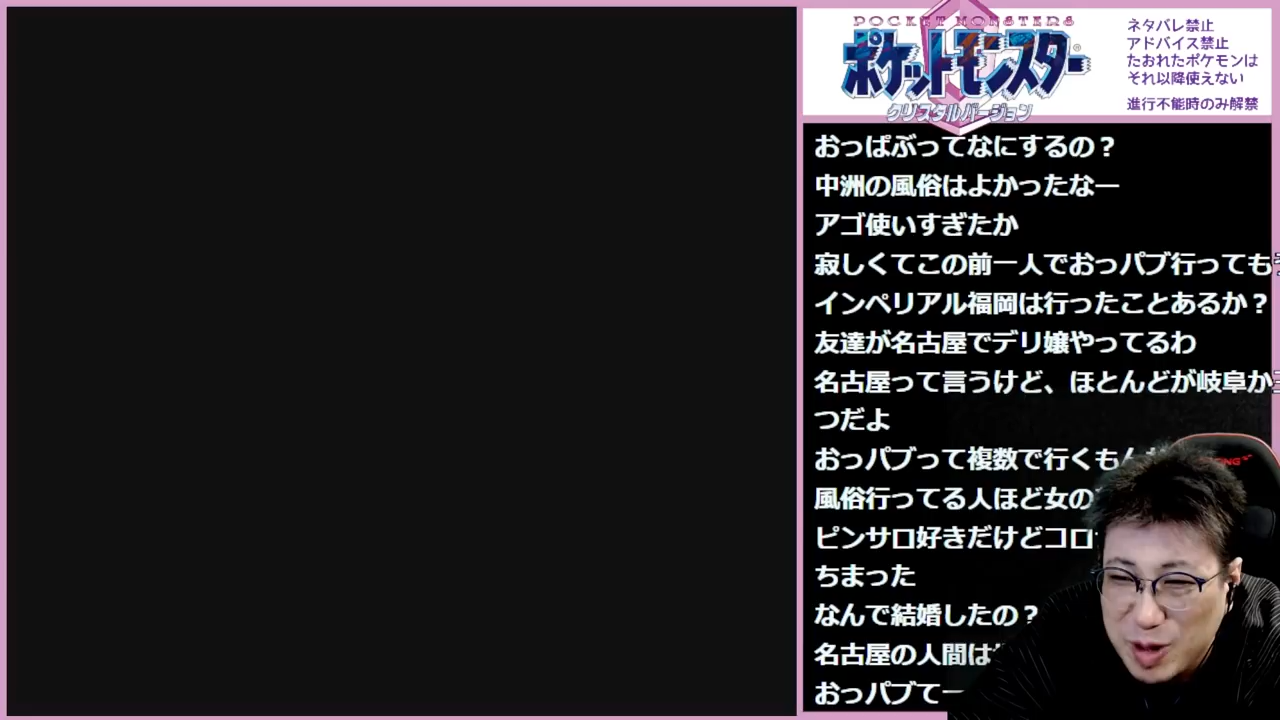 POCKET MONSTERS
ポケットモンスター
クリスタルバージョン
ネタバレ禁止
アドバイス禁止
たおれたポケモンは
それ以降使えない
進行不能時のみ解禁
おっぱぶってなにするの？
中洲の風俗はよかったなー
アゴ使いすぎたか
寂しくてこの前一人でおっパブ行っても
インペリアル福岡は行ったことあるか？
友達が名古屋でデリ嬢やってるわ
名古屋って言うけど、ほとんどが岐阜か
つだよ
おっパブって複数で行くもん
風俗行ってる人ほど女の
ピンサロ好きだけどコロ
ちまった
なんで結婚したの？
名古屋の人間は
おっパブてー